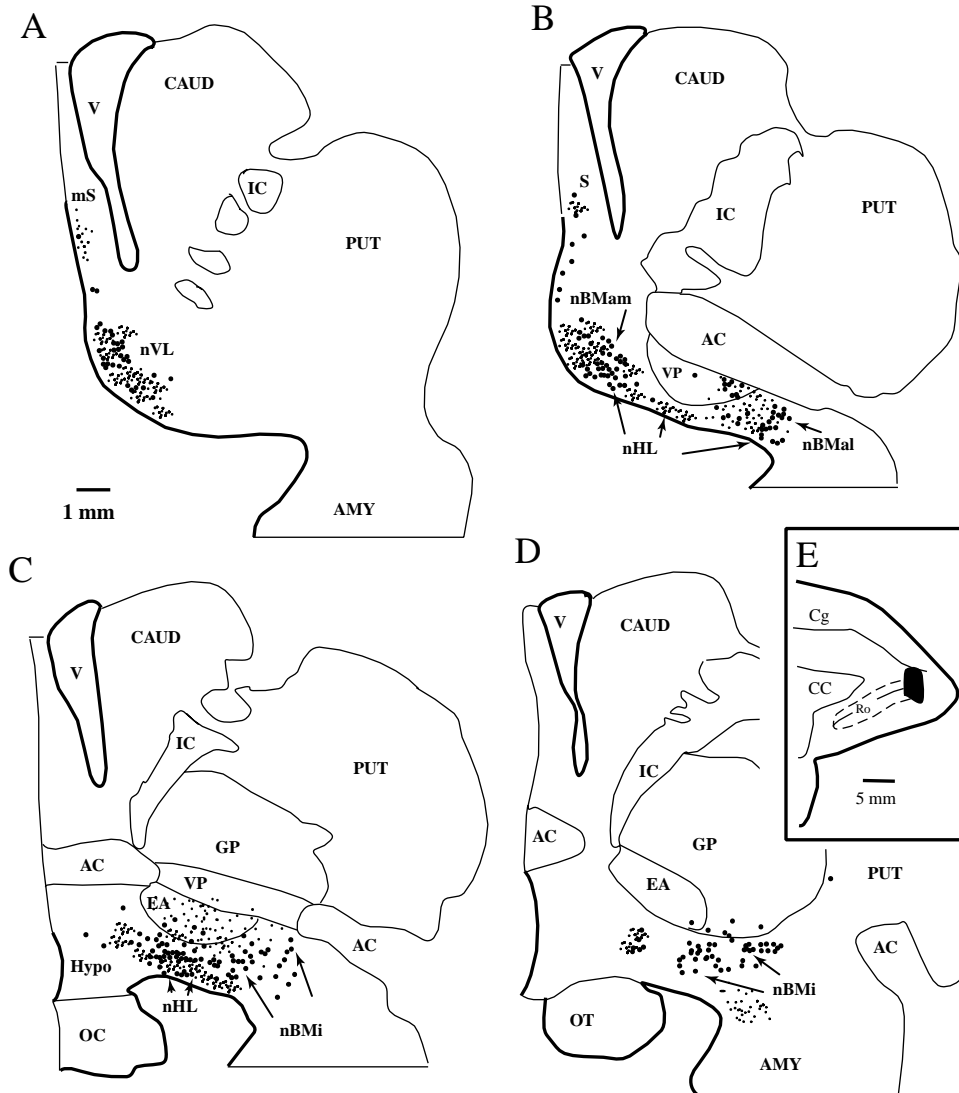 A
V
CAUD
IC
mS
PUT
nVL
1 mm
AMY
B
V
CAUD
S
IC
PUT
nBMam
AC
VP
nHL
nBMal
C
CAUD
V
IC
PUT
GP
AC
VP
EA
AC
Hypo
nHL
nBMi
OC
D
V
CAUD
IC
AC
GP
EA
PUT
AC
nBMi
OT
AMY
E
Cg
CC
Ro
5 mm